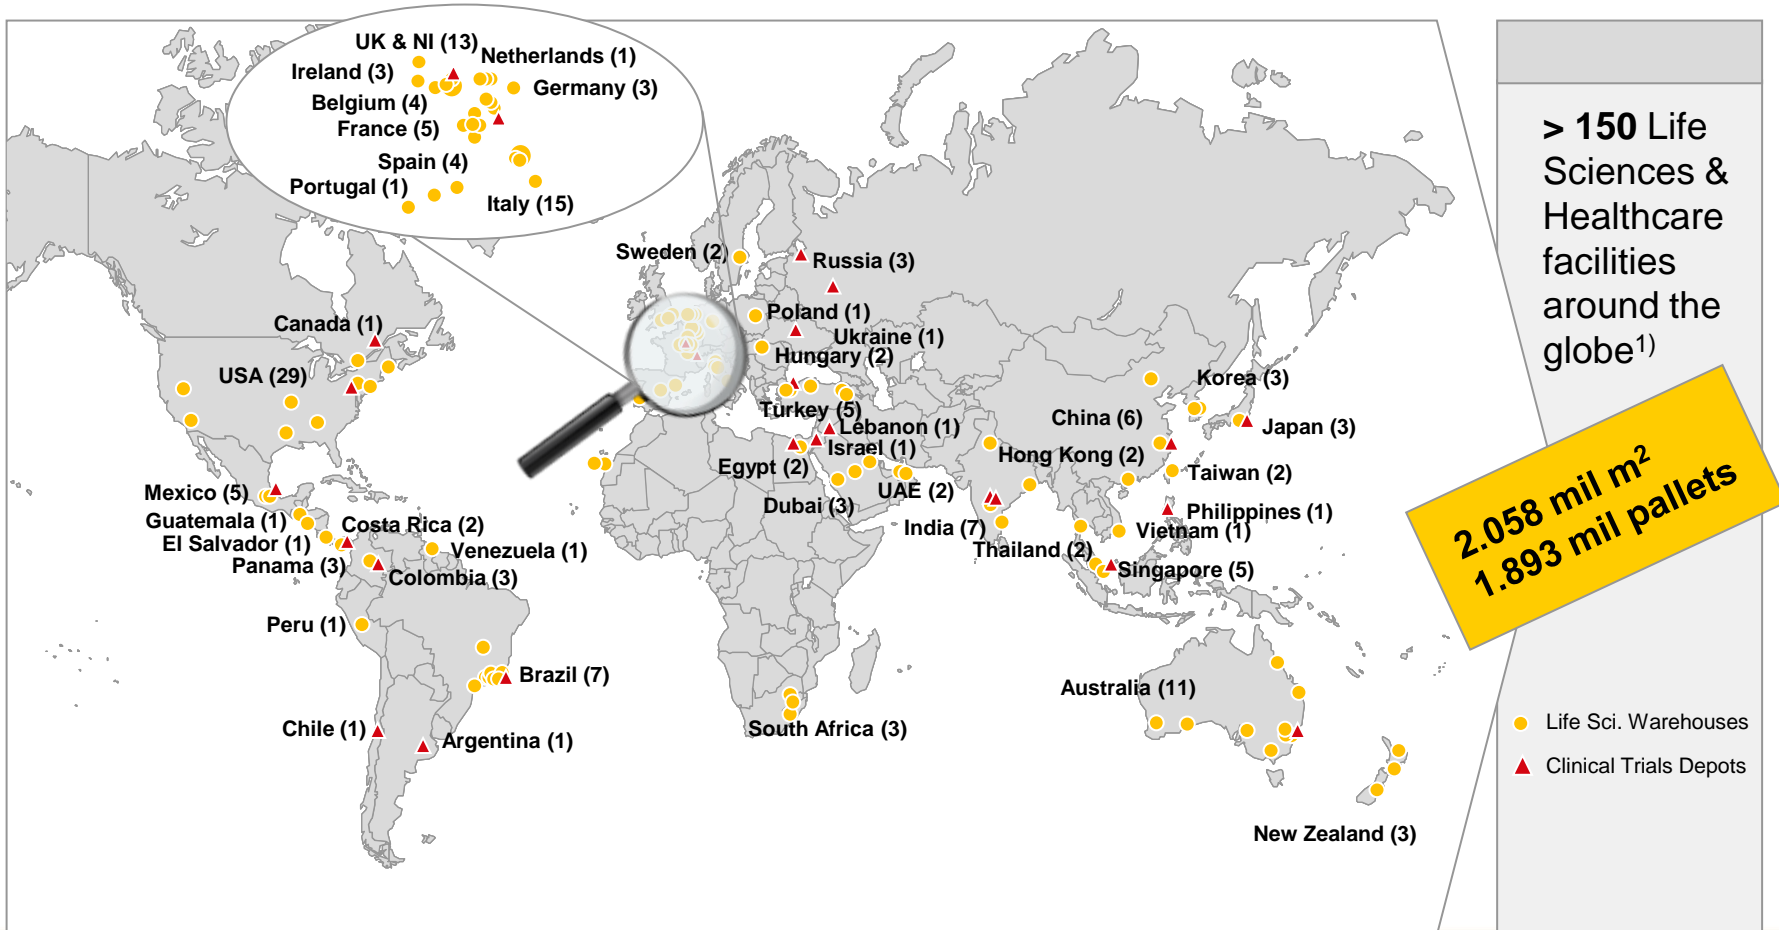 UK & NI (13)
Netherlands (1)
Ireland (3)
Germany (3)
Belgium (4)
France (5)
Spain (4)
Portugal (1)
Italy (15)
Sweden (2)
Russia (3)
Poland (1)
Canada (1)
Ukraine (1)
Hungary (2)
USA (29)
Korea (3)
Turkey (5)
China (6)
Lebanon (1)
Japan (3)
Israel (1)
Hong Kong (2)
Egypt (2)
Taiwan (2)
Mexico (5)
UAE (2)
Dubai (3)
Guatemala (1)
Costa Rica (2)
Philippines (1)
India (7)
Vietnam (1)
El Salvador (1)
Venezuela (1)
Thailand (2)
Panama (3)
Colombia (3)
Singapore (5)
Peru (1)
Brazil (7)
Australia (11)
Chile (1)
Argentina (1)
South Africa (3)
New Zealand (3)
> 150 Life
Sciences &
Healthcare
facilities
around the
globe1)
2.058 mil m2
1.893 mil pallets
Life Sci. Warehouses
Clinical Trials Depots